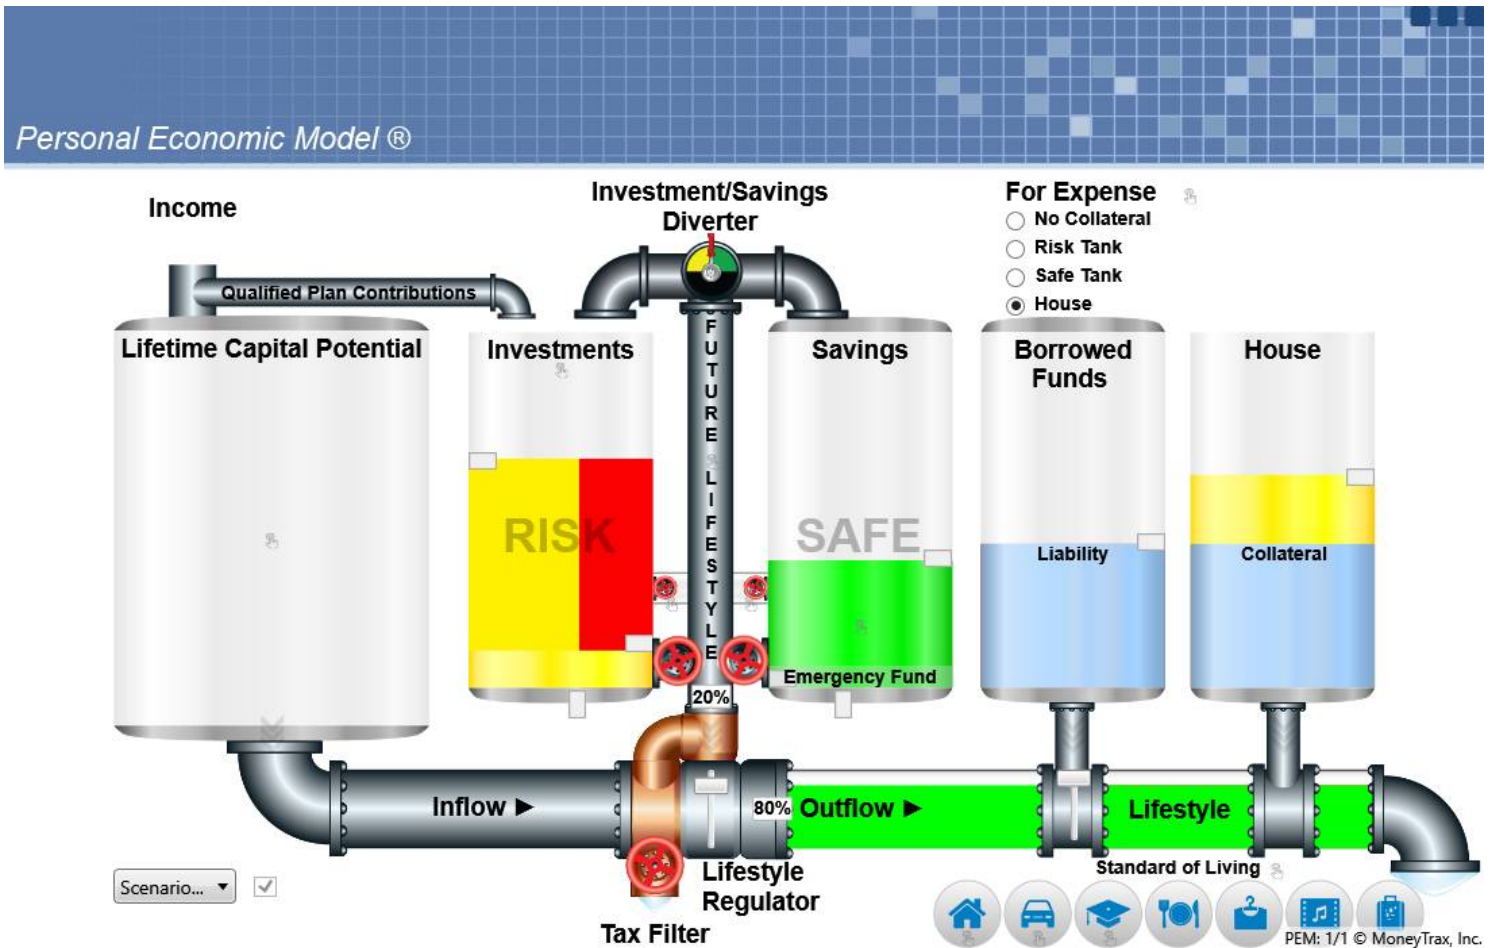 Personal Economic Model ®
Income
Investment/Savings
Diverter
For Expense
No Collateral
Risk Tank
Safe Tank
House
Qualified Plan Contributions
Lifetime Capital Potential
Investments
FUTURE LIFESTYLE
Savings
Borrowed
Funds
House
RISK
SAFE
Liability
Collateral
Emergency Fund
20%
Inflow ►
80%
Outflow ►
Lifestyle
Standard of Living
Scenario... ▼
Lifestyle
Regulator
Tax Filter
PEM: 1/1 © MoneyTrax, Inc.